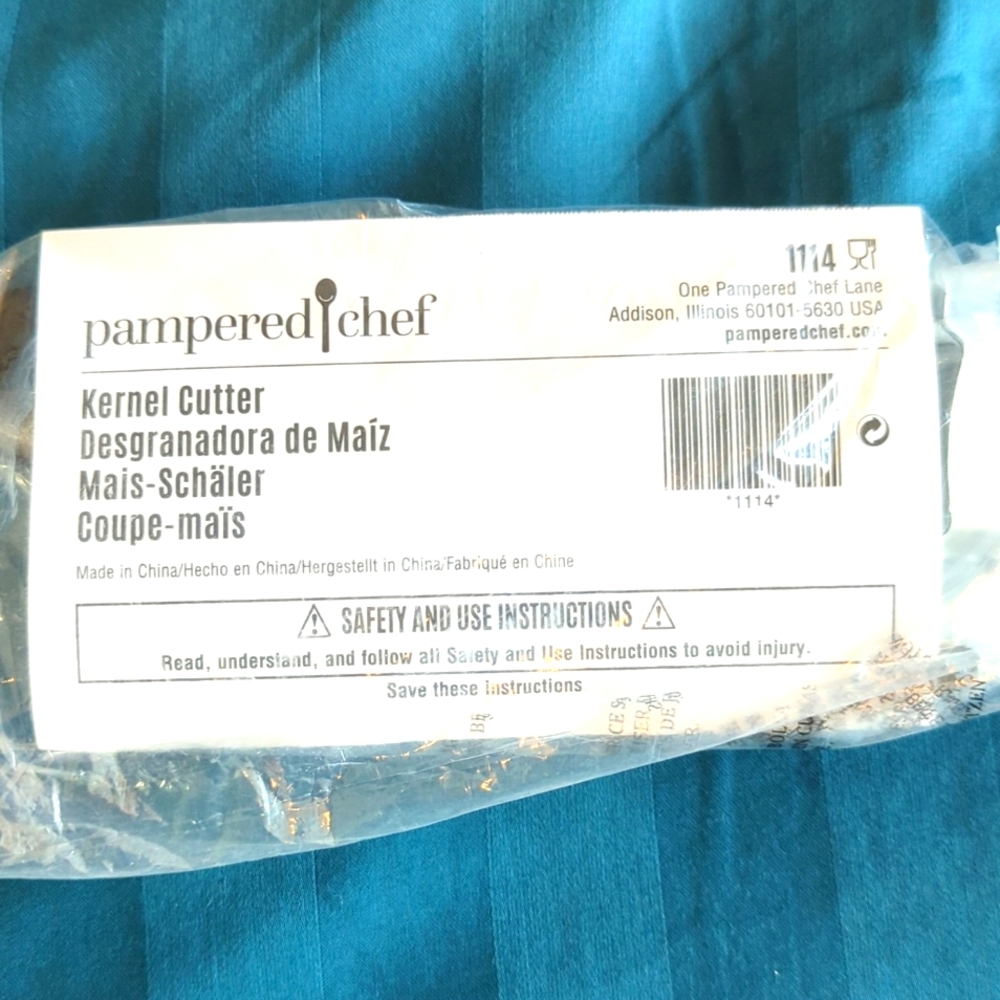 pampered chef
1114
One Pampered Chef Lane
Addison, Illinois 60101-5630 USA
pamperedchef.co
Kernel Cutter
Desgranadora de Maíz
Mais-Schäler
Coupe-maïs
*1114*
Made in China/Hecho en China/Hergestellt in China/Fabriqué en Chine
SAFETY AND USE INSTRUCTIONS
Read, understand, and follow all Safety and Use Instructions to avoid injury.
Save these instructions